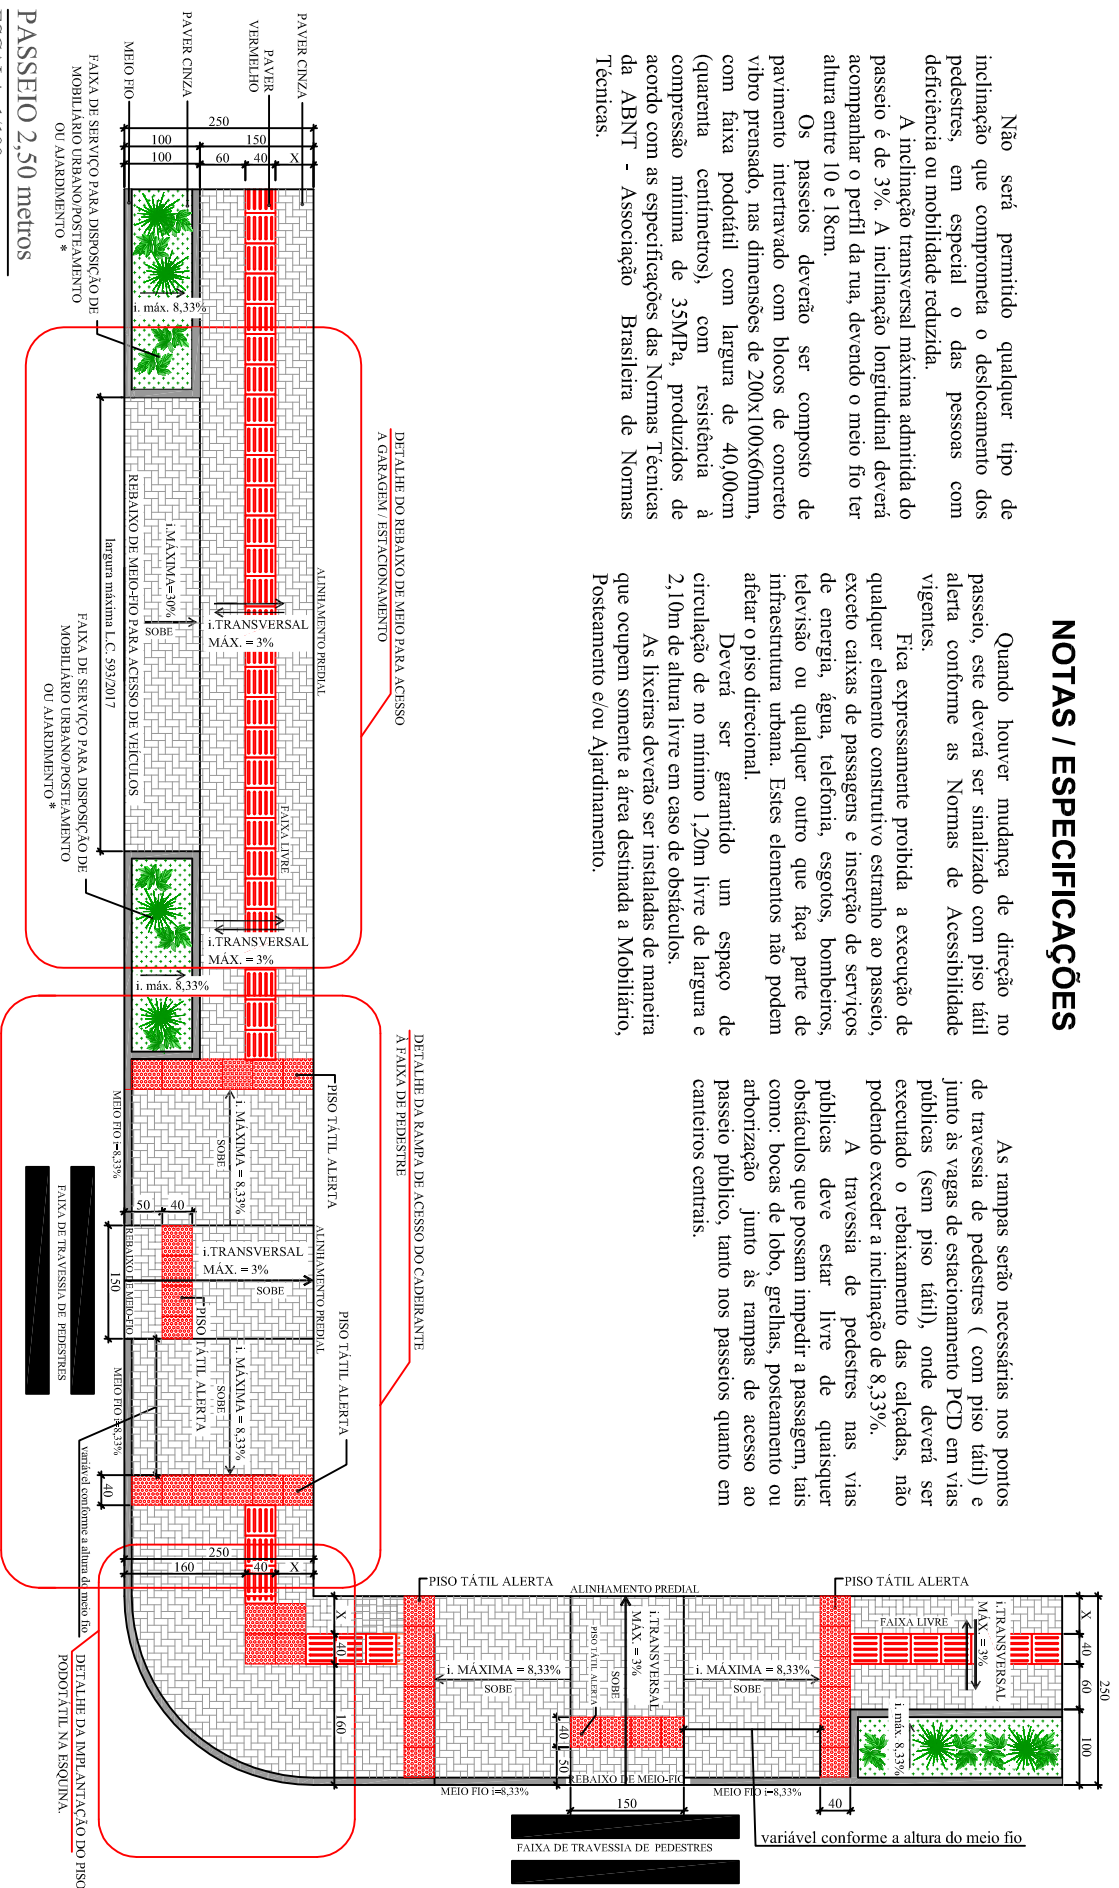 NOTAS / ESPECIFICAÇÕES
Não será permitido qualquer tipo de
inclinação que comprometa o deslocamento dos
pedestres, em especial o das pessoas com
deficiência ou mobilidade reduzida.
A inclinação transversal máxima admitida do
passeio é de 3%. A inclinação longitudinal deverá
acompanhar o perfil da rua, devendo o meio fio ter
altura entre 10 e 18cm.
Os passeios deverão ser composto de
pavimento intertravado com blocos de concreto
vibro prensado, nas dimensões de 200x100x60mm,
com faixa podotátil com largura de 40,00cm
(quarenta centímetros), com resistência à
compressão mínima de 35MPa, produzidos de
acordo com as especificações das Normas Técnicas
da ABNT - Associação Brasileira de Normas
Técnicas.
Quando houver mudança de direção no
passeio, este deverá ser sinalizado com piso tátil
alerta conforme as Normas de Acessibilidade
vigentes.
Fica expressamente proibida a execução de
qualquer elemento construtivo estranho ao passeio,
exceto caixas de passagens e inserção de serviços
de energia, água, telefonia, esgotos, bombeiros,
televisão ou qualquer outro que faça parte de
infraestrutura urbana. Estes elementos não podem
afetar o piso direcional.
Deverá ser garantido um espaço de
circulação de no mínimo 1,20m livre de largura e
2,10m de altura livre em caso de obstáculos.
As lixeiras deverão ser instaladas de maneira
que ocupem somente a área destinada a Mobiliário,
Posteamento e/ou Ajardinamento.
As rampas serão necessárias nos pontos
de travessia de pedestres ( com piso tátil) e
junto às vagas de estacionamento PCD em vias
públicas (sem piso tátil), onde deverá ser
executado o rebaixamento das calçadas, não
podendo exceder a inclinação de 8,33%.
A travessia de pedestres nas vias
públicas deve estar livre de quaisquer
obstáculos que possam impedir a passagem, tais
como: bocas de lobo, grelhas, posteamento ou
arborização junto às rampas de acesso ao
passeio público, tanto nos passeios quanto em
canteiros centrais.
DETALHE DO REBAIXO DE MEIO PARA ACESSO
A GARAGEM / ESTACIONAMENTO
DETALHE DA RAMPA DE ACESSO DO CADEIRANTE
À FAIXA DE PEDESTRE
PAVER CINZA
PAVER
VERMELHO
PAVER CINZA
MEIO FIO
FAIXA DE SERVIÇO PARA DISPOSIÇÃO DE
MOBILIÁRIO URBANO/POSTEAMENTO
OU AJARDIMENTO *
250
150
100
X
40
60
100
i. máx. 8,33%
ALINHAMENTO PREDIAL
i.TRANSVERSAL
MÁX. = 3%
FAIXA LIVRE
i.MÁXIMA=30%
SOBE
REBAIXO DE MEIO-FIO PARA ACESSO DE VEÍCULOS
largura máxima L.C. 593/2017
FAIXA DE SERVIÇO PARA DISPOSIÇÃO DE
MOBILIÁRIO URBANO/POSTEAMENTO
OU AJARDIMENTO *
i.TRANSVERSAL
MÁX. = 3%
i. máx. 8,33%
PISO TÁTIL ALERTA
i. MÁXIMA = 8,33%
SOBE
MEIO FIO i=8,33%
ALINHAMENTO PREDIAL
i.TRANSVERSAL
MÁX. = 3%
SOBE
50
40
PISO TÁTIL ALERTA
REBAIXO DE MEIO-FIO
150
FAIXA DE TRAVESSIA DE PEDESTRES
PISO TÁTIL ALERTA
i. MÁXIMA = 8,33%
SOBE
MEIO FIO i=8,33%
variável conforme a altura do meio fio
40
250
160
40
X
DETALHE DA IMPLANTAÇÃO DO PISO
PODOTÁTIL NA ESQUINA.
PISO TÁTIL ALERTA
X
40
160
ALINHAMENTO PREDIAL
i. MÁXIMA = 8,33%
SOBE
i.TRANSVERSAL
MÁX. = 3%
SOBE
PISO TÁTIL ALERTA
40
50
i. MÁXIMA = 8,33%
SOBE
MEIO FIO i=8,33%
REBAIXO DE MEIO-FIO
MEIO FIO i=8,33%
150
40
FAIXA DE TRAVESSIA DE PEDESTRES
variável conforme a altura do meio fio
PISO TÁTIL ALERTA
FAIXA LIVRE
i.TRANSVERSAL
MÁX. = 3%
i. máx. 8,33%
X
40
60
100
250
PASSEIO 2,50 metros